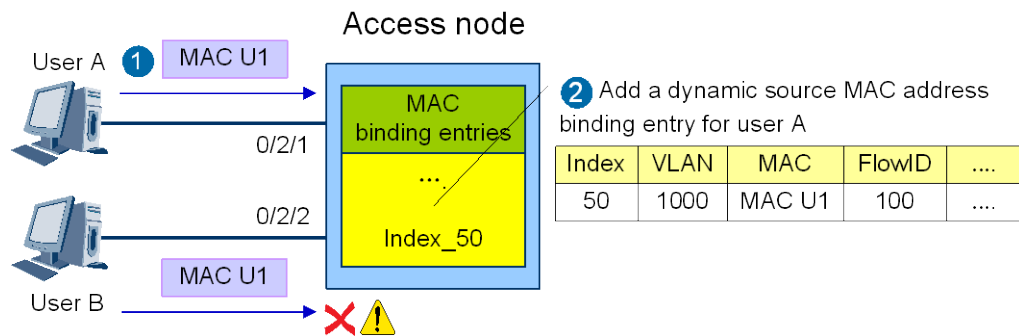 Access node
User A
1
MAC U1
0/2/1
MAC
binding entries
....
Index_50
0/2/2
MAC U1
User B
2 Add a dynamic source MAC address
binding entry for user A
Index VLAN MAC FlowID ....
50 1000 MAC U1 100 ....